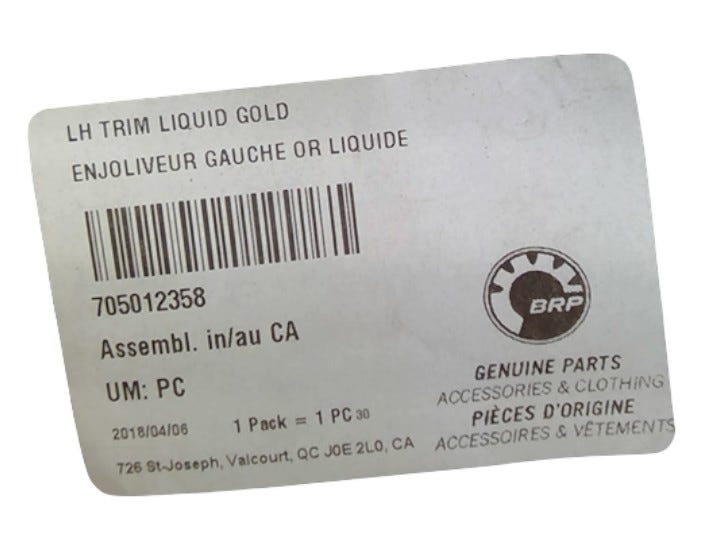 LH TRIM LIQUID GOLD
ENJOLIVEUR GAUCHE OR LIQUIDE
705012358
Assembl. in/au CA
UM: PC
2018/04/06 1 Pack = 1 PC 30
726 St-Joseph, Valcourt, QC J0E 2L0, CA
BRP
GENUINE PARTS
ACCESSORIES & CLOTHING
PIÈCES D'ORIGINE
ACCESSOIRES & VÊTEMENTS